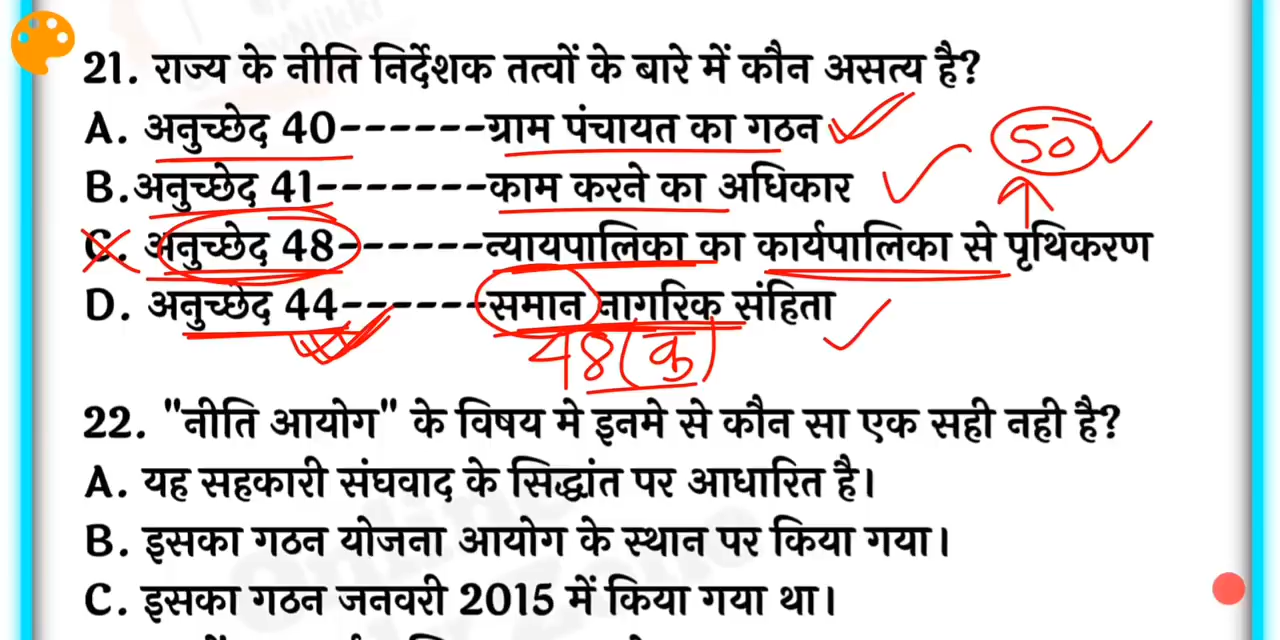 21. राज्य के नीति निर्देशक तत्वों के बारे में कौन असत्य है?
A. अनुच्छेद 40------ग्राम पंचायत का गठन
50
B.अनुच्छेद 41-------काम करने का अधिकार
C. अनुच्छेद 48------न्यायपालिका का कार्यपालिका से पृथिकरण
D. अनुच्छेद 44------समान नागरिक संहिता
48(क)
22. "नीति आयोग" के विषय मे इनमे से कौन सा एक सही नही है?
A. यह सहकारी संघवाद के सिद्धांत पर आधारित है।
B. इसका गठन योजना आयोग के स्थान पर किया गया।
C. इसका गठन जनवरी 2015 में किया गया था।